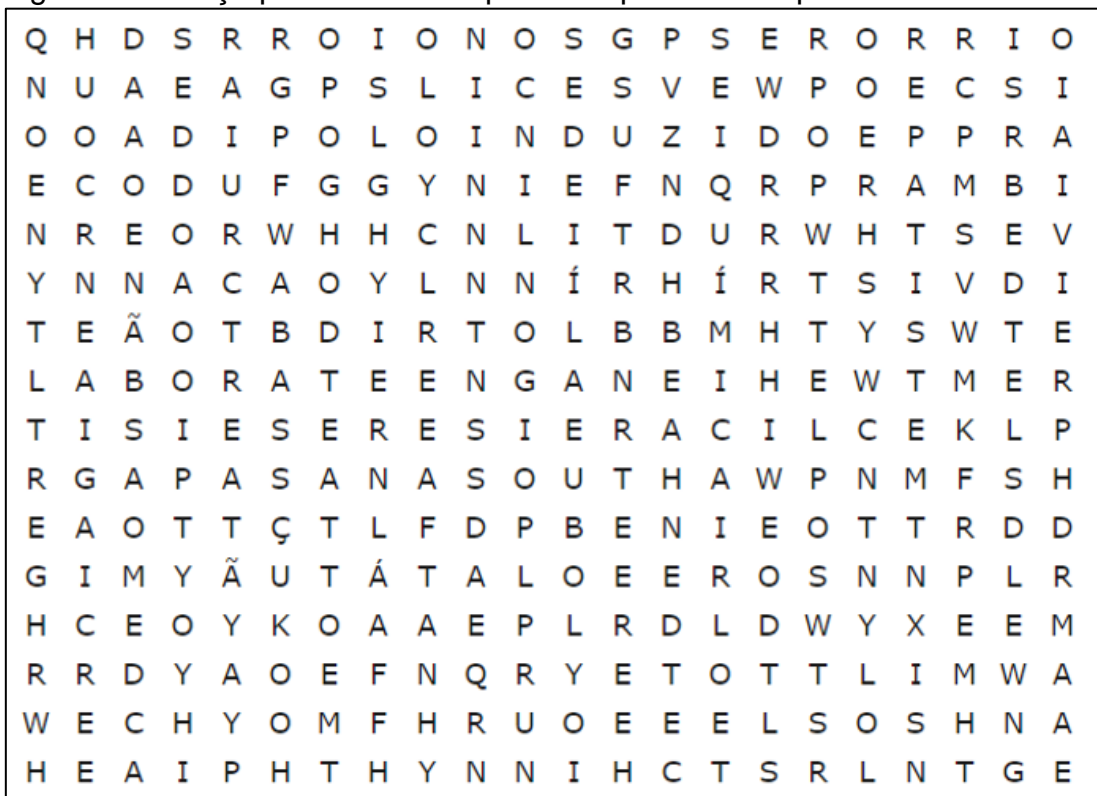 Q H D S R R O I O N O S G P S E R O R R I O
N U A E A G P S L I C E S V E W P O E C S I
O O A D I P O L O I N D U Z I D O E P P R A
E C O D U F G G Y N I E F N Q R P R A M B I
N R E O R W H H C N L I T D U R W H T S E V
Y N N A C A O Y L N N Í R H Í R T S I V D I
T E Ã O T B D I R T O L B B M H T Y S W T E
L A B O R A T E E N G A N E I H E W T M E R
T I S I E S E R E S I E R A C I L C E K L P
R G A P A S A N A S O U T H A W P N M F S H
E A O T T Ç T L F D P B E N I E O T T R D D
G I M Y Ã U T Á T A L O E E R O S N N P L R
H C E O Y K O A A E P L R D L D W Y X E E M
R R D Y A O E F N Q R Y E T O T T L I M W A
W E C H Y O M F H R U O E E E L S O S H N A
H E A I P H T H Y N N I H C T S R L N T G E